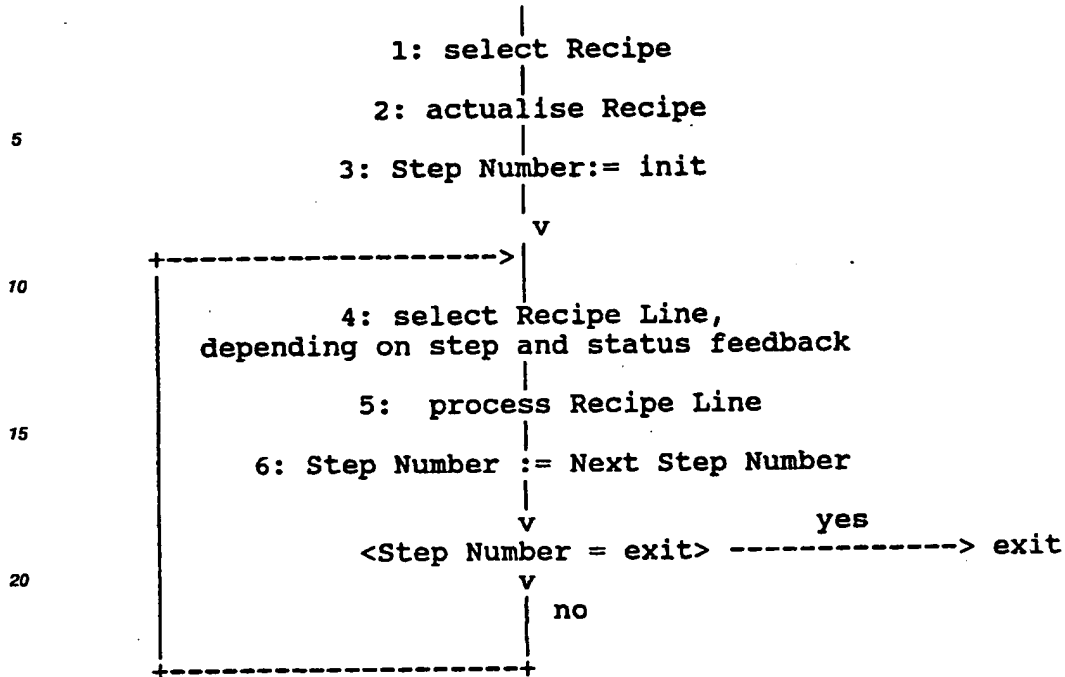 1: select Recipe
2: actualise Recipe
5
3: Step Number:= init
v
+--------------------->
10
4: select Recipe Line,
depending on step and status feedback
5: process Recipe Line
15
6: Step Number := Next Step Number
v yes
<Step Number = exit> --------------> exit
20
v
no
+-----------------------+